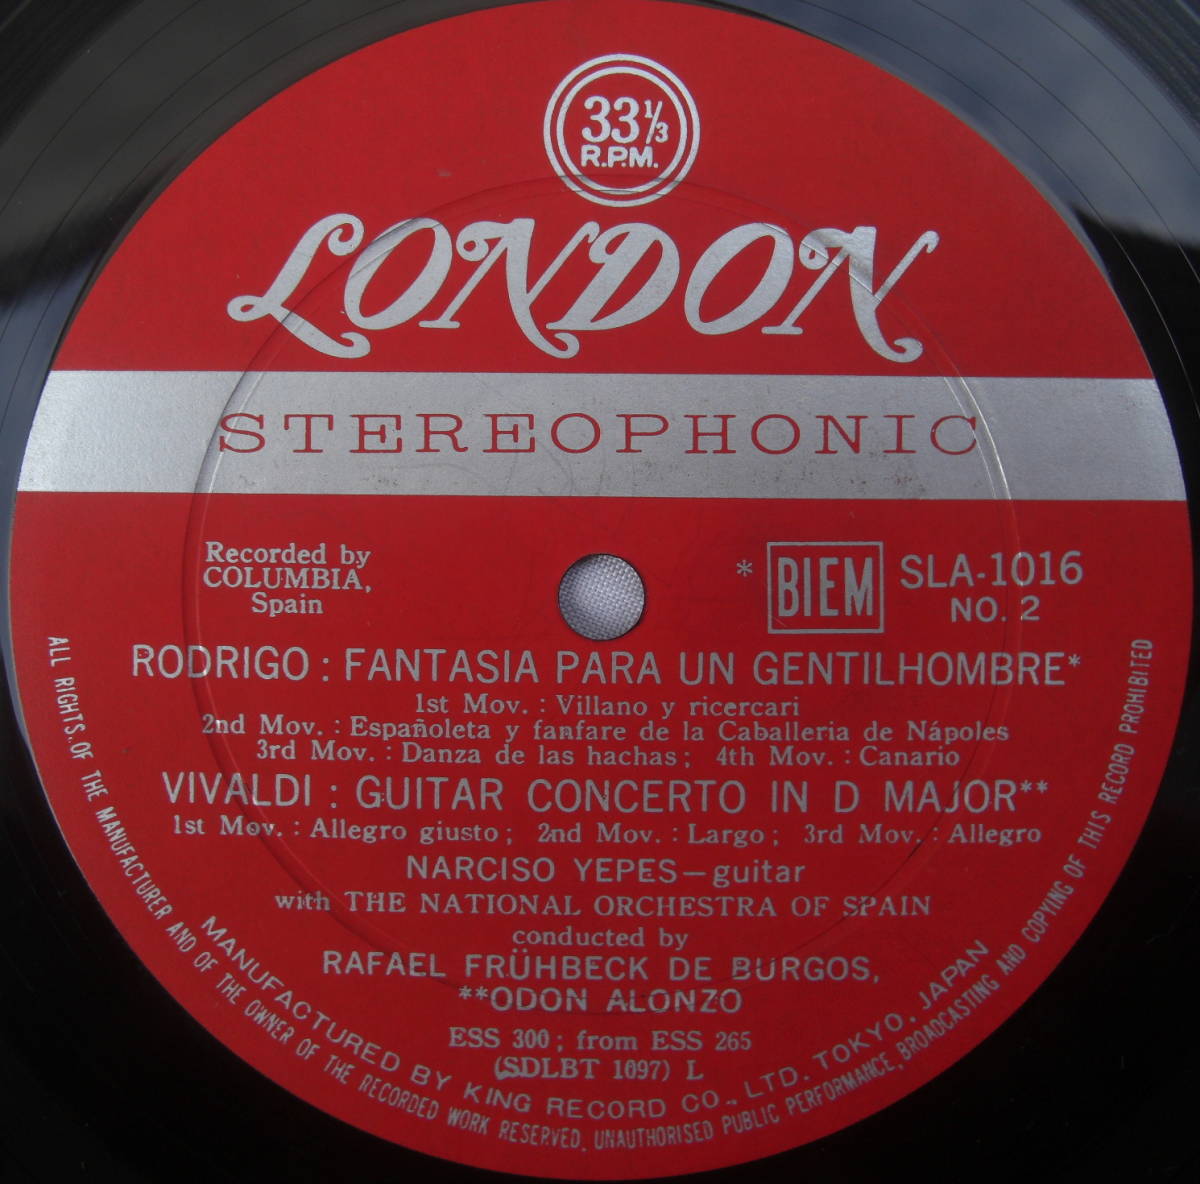 33⅓
R.P.M.
LONDON
STEREOPHONIC
Recorded by
COLUMBIA,
Spain
* BIEM SLA-1016
NO. 2
RODRIGO : FANTASIA PARA UN GENTILHOMBRE*
1st Mov. : Villano y ricercari
2nd Mov. : Españoleta y fanfare de la Caballeria de Nápoles
3rd Mov. : Danza de las hachas; 4th Mov. : Canario
VIVALDI : GUITAR CONCERTO IN D MAJOR**
1st Mov. : Allegro giusto; 2nd Mov. : Largo; 3rd Mov. : Allegro
NARCISO YEPES—guitar
with THE NATIONAL ORCHESTRA OF SPAIN
conducted by
RAFAEL FRÜHBECK DE BURGOS,
**ODON ALONZO
ESS 300; from ESS 265
(SDLBT 1097) L
MANUFACTURED BY KING RECORD CO., LTD. TOKYO, JAPAN
ALL RIGHTS, OF THE MANUFACTURER AND OF THE OWNER OF THE RECORDED WORK RESERVED, UNAUTHORISED PUBLIC PERFORMANCE, BROADCASTING AND COPYING OF THIS RECORD PROHIBITED